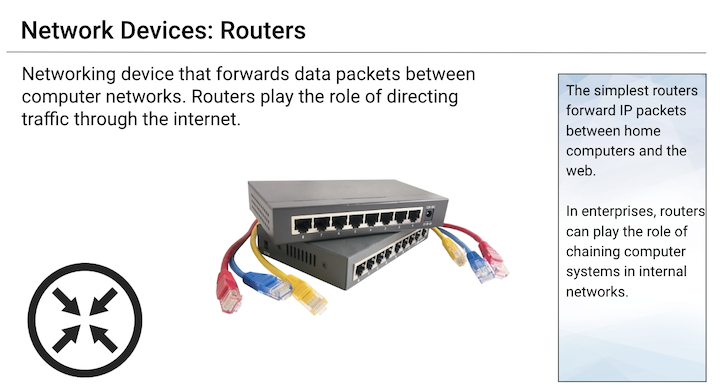 Network Devices: Routers
Networking device that forwards data packets between
computer networks. Routers play the role of directing
traffic through the internet.
The simplest routers
forward IP packets
between home
computers and the
web.
In enterprises, routers
can play the role of
chaining computer
systems in internal
networks.